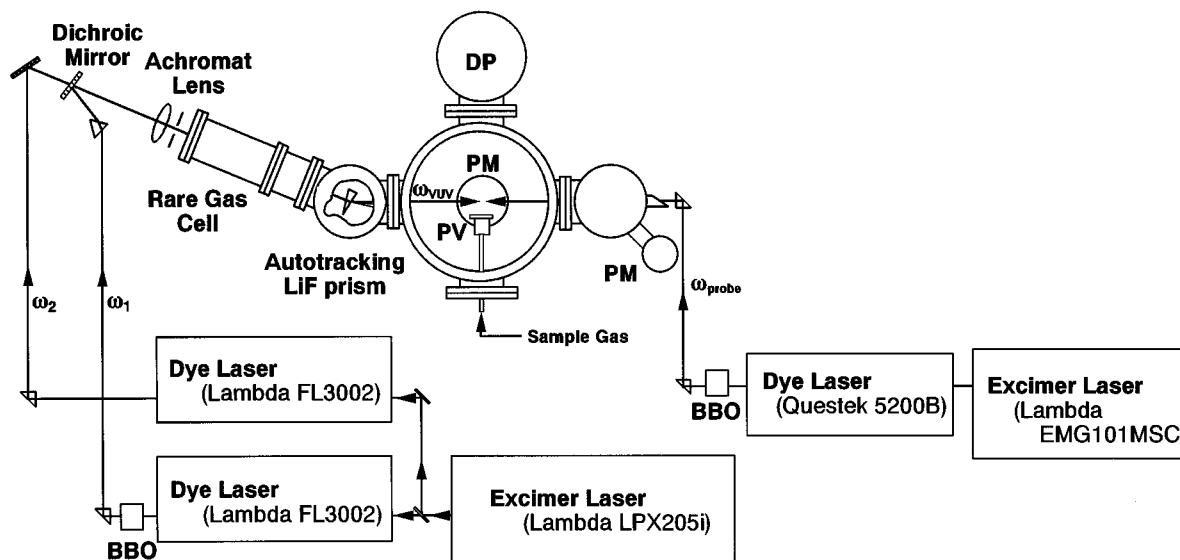 Dichroic
Mirror
Achromat
Lens
DP
PM
ωVUV
PV
Rare Gas
Cell
Autotracking
LiF prism
PM
ω2
ω1
ωprobe
Sample Gas
Dye Laser
(Lambda FL3002)
BBO
Dye Laser
(Questek 5200B)
Excimer Laser
(Lambda
EMG101MSC
Dye Laser
(Lambda FL3002)
BBO
Excimer Laser
(Lambda LPX205i)